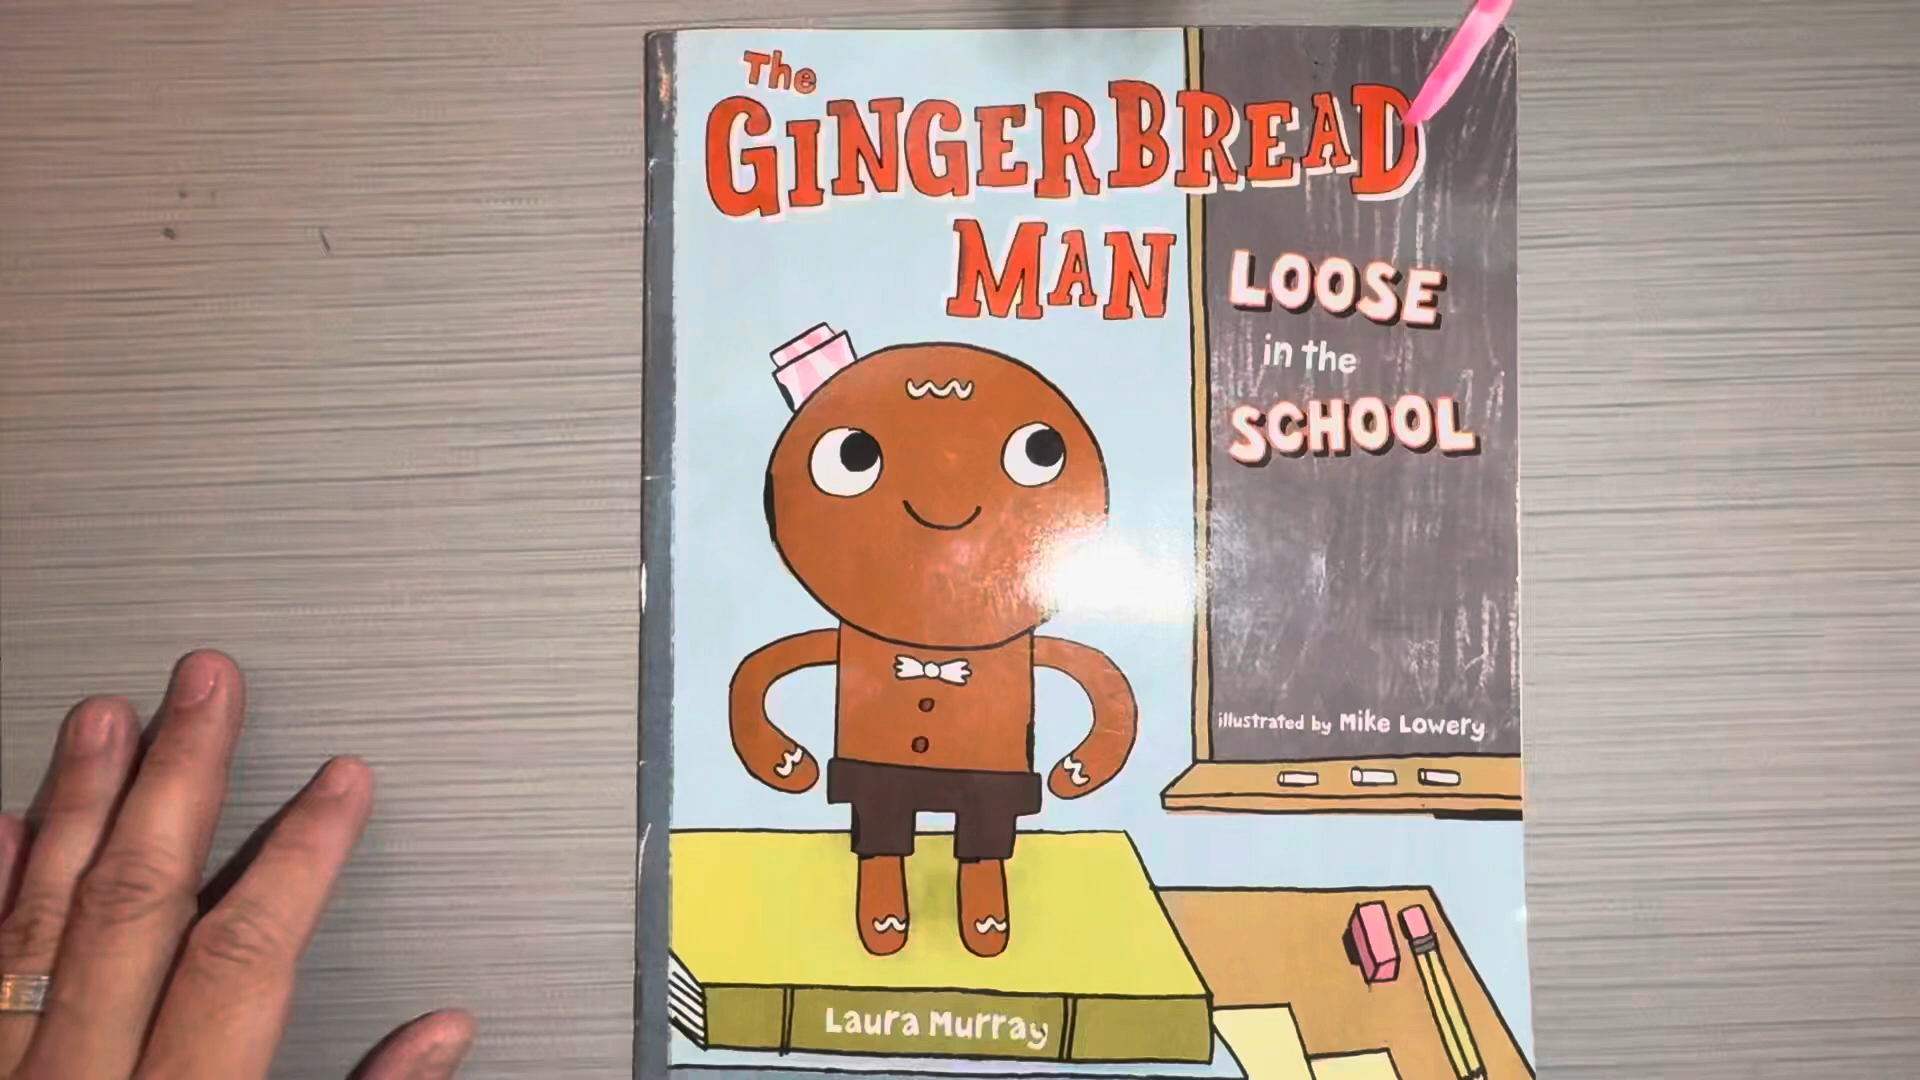 The
GINGERBREAD
MAN
LOOSE
in the
SCHOOL
illustrated by Mike Lowery
Laura Murray